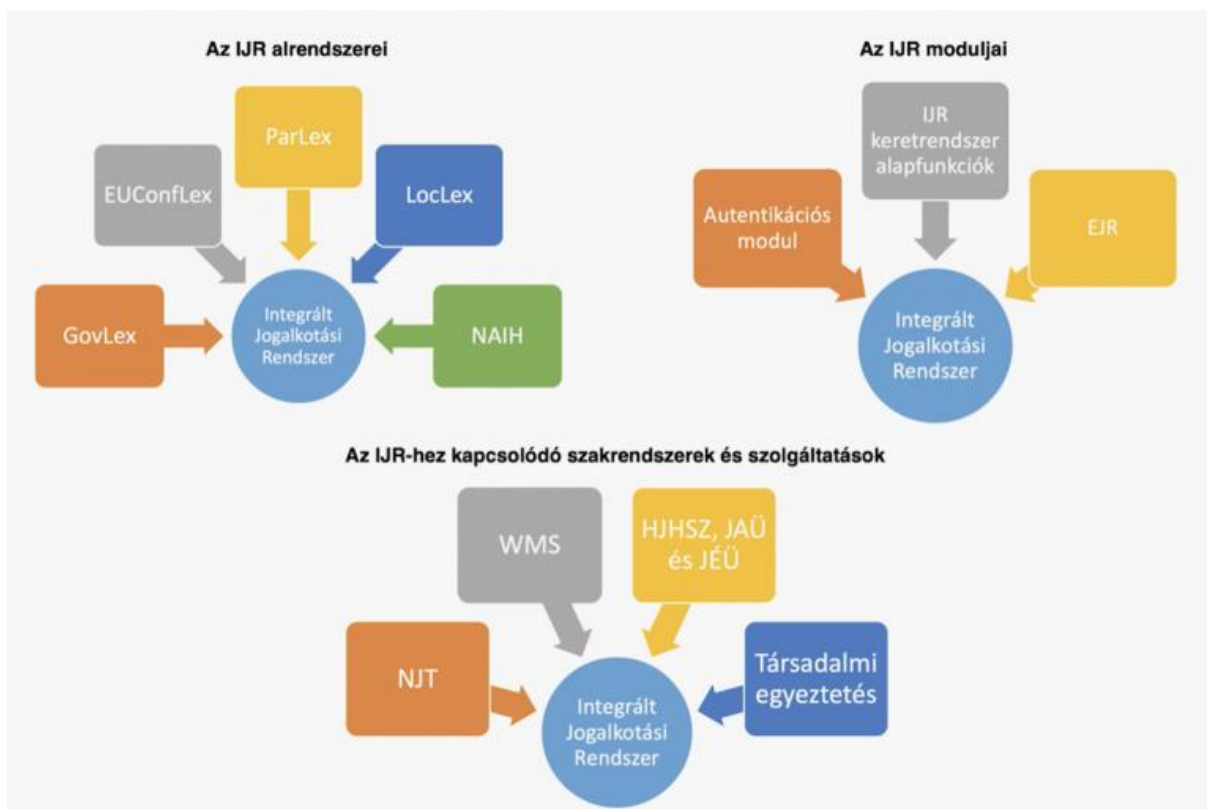 Az IJR alrendszerei
ParLex
EUConfLex
LocLex
GovLex
Integrált
Jogalkotási
Rendszer
NAIH
Az IJR moduljai
IJR
keretrendszer
alapfunkciók
Autentikációs
modul
EJR
Integrált
Jogalkotási
Rendszer
Az IJR-hez kapcsolódó szakrendszerek és szolgáltatások
WMS
HJHSZ, JAÜ
és JÉÜ
NJT
Társadalmi
egyeztetés
Integrált
Jogalkotási
Rendszer